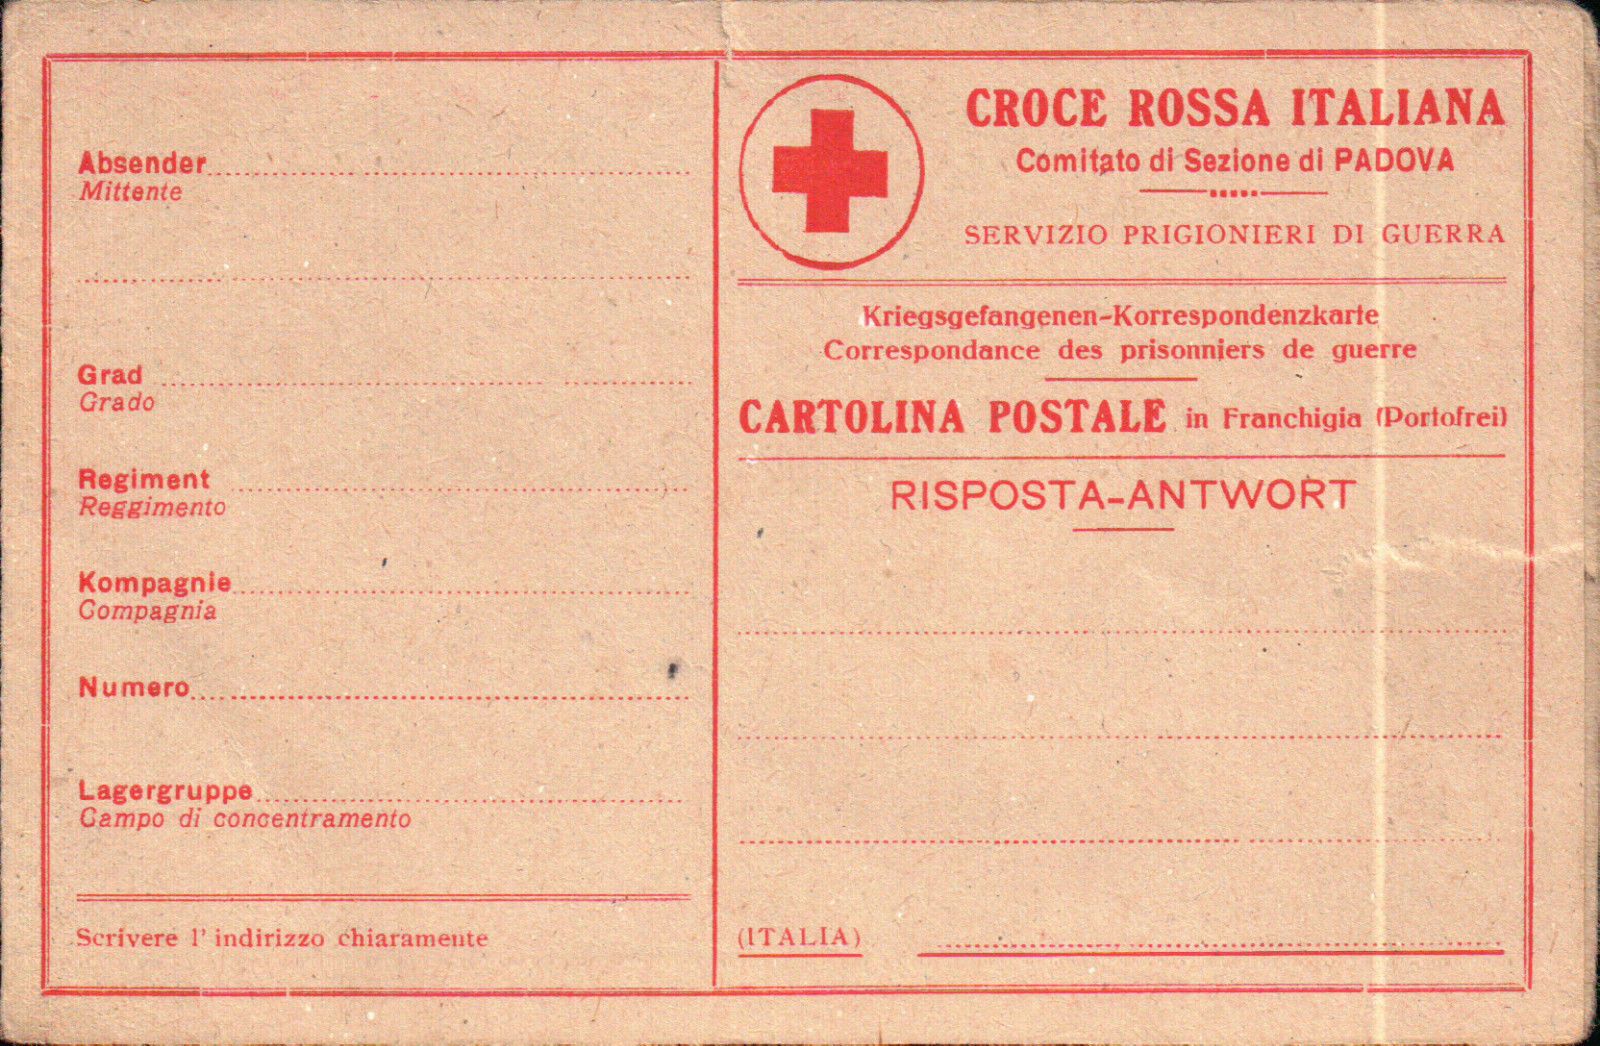 Absender
Mittente
Grad
Grado
Regiment
Reggimento
Kompagnie
Compagnia
Numero
Lagergruppe
Campo di concentramento
Scrivere l' indirizzo chiaramente
CROCE ROSSA ITALIANA
Comitato di Sezione di PADOVA
SERVIZIO PRIGIONIERI DI GUERRA
Kriegsgefangenen-Korrespondenzkarte
Correspondance des prisonniers de guerre
CARTOLINA POSTALE in Franchigia (Portofrei)
RISPOSTA-ANTWORT
(ITALIA)